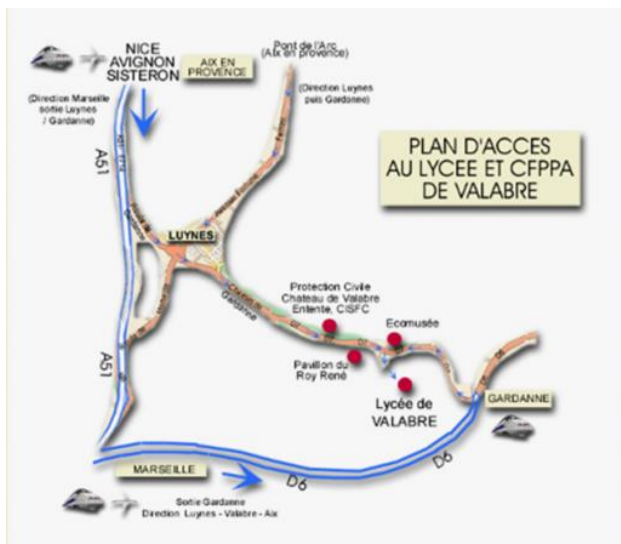 NICE
AVIGNON
SISTERON
AIX EN
PROVENCE
Pont de l'Arc
(Aix en provence)
(Direction Marseille
sortie Luynes
/ Gardanne)
(Direction Luynes
puis Gardanne)
PLAN D'ACCES
AU LYCEE ET CFPPA
DE VALABRE
A51
LUYNES
Protection Civile
Chateau de Valabre
Entente, CISFC
Gardanne
Ecomusée
Pavillon du
Roy René
Lycée de
VALABRE
GARDANNE
A51
MARSEILLE
D6
D6
Sortie Gardanne
Direction Luynes - Valabre - Aix